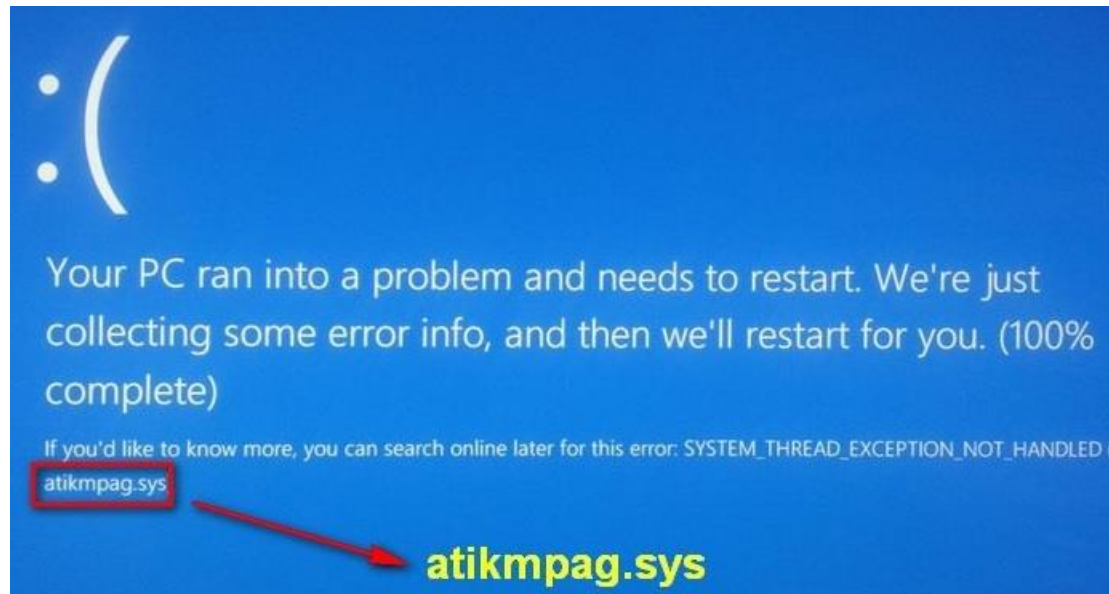 :(
Your PC ran into a problem and needs to restart. We're just
collecting some error info, and then we'll restart for you. (100%
complete)
If you'd like to know more, you can search online later for this error: SYSTEM_THREAD_EXCEPTION_NOT_HANDLED (
atikmpag.sys
atikmpag.sys